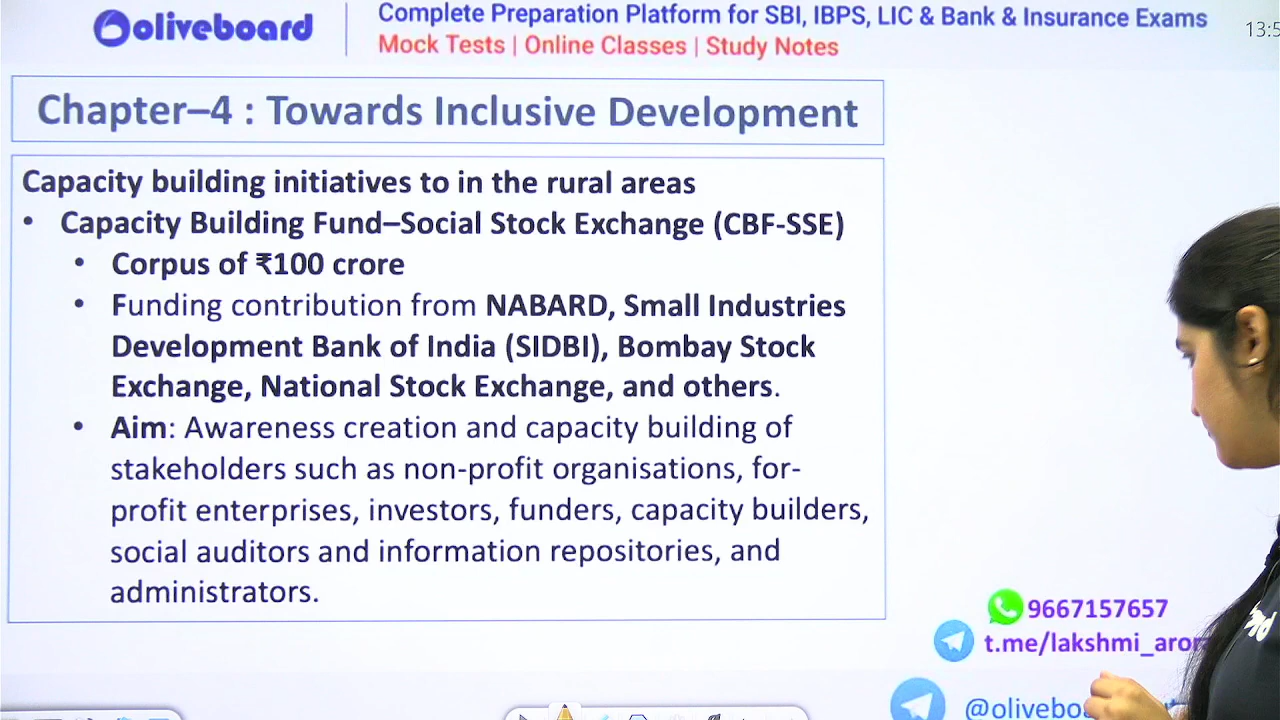 oliveboard
Complete Preparation Platform for SBI, IBPS, LIC & Bank & Insurance Exams
Mock Tests | Online Classes | Study Notes
13:5
Chapter–4 : Towards Inclusive Development
Capacity building initiatives to in the rural areas
• Capacity Building Fund–Social Stock Exchange (CBF-SSE)
• Corpus of ₹100 crore
• Funding contribution from NABARD, Small Industries
Development Bank of India (SIDBI), Bombay Stock
Exchange, National Stock Exchange, and others.
• Aim: Awareness creation and capacity building of
stakeholders such as non-profit organisations, for-
profit enterprises, investors, funders, capacity builders,
social auditors and information repositories, and
administrators.
9667157657
t.me/lakshmi_aror